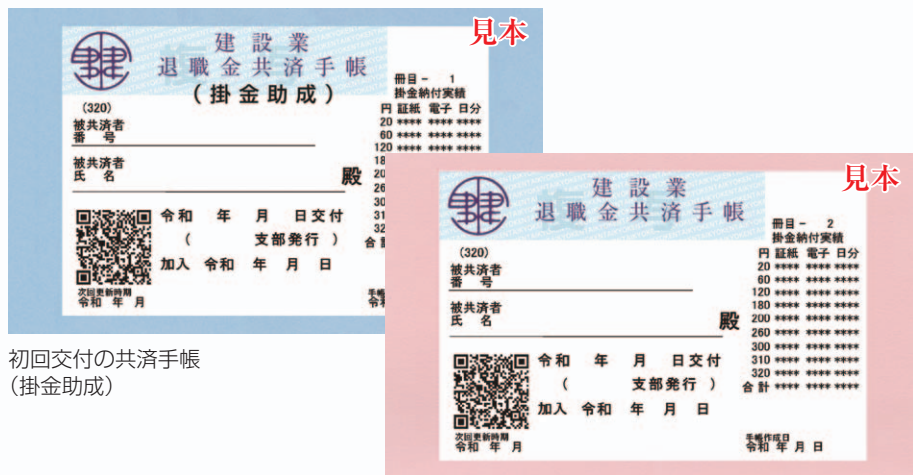 見本
建設業
退職金共済手帳
(掛金助成)
冊目－ 1
掛金納付実績
円 証紙 電子 日分
20 **** **** ****
60 **** **** ****
120 **** **** ****
(320)
被共済者
番号
被共済者
氏名
殿
令和 年 月 日交付
( 支部発行 )
加入 令和 年 月 日
次回更新時期
令和 年 月
初回交付の共済手帳
(掛金助成)
見本
建設業
退職金共済手帳
冊目－ 2
掛金納付実績
円 証紙 電子 日分
20 **** **** ****
60 **** **** ****
120 **** **** ****
180 **** **** ****
200 **** **** ****
260 **** **** ****
300 **** **** ****
310 **** **** ****
320 **** **** ****
合計 **** **** ****
(320)
被共済者
番号
被共済者
氏名
殿
令和 年 月 日交付
( 支部発行 )
加入 令和 年 月 日
次回更新時期
令和 年 月
手帳作成日
令和 年 月 日